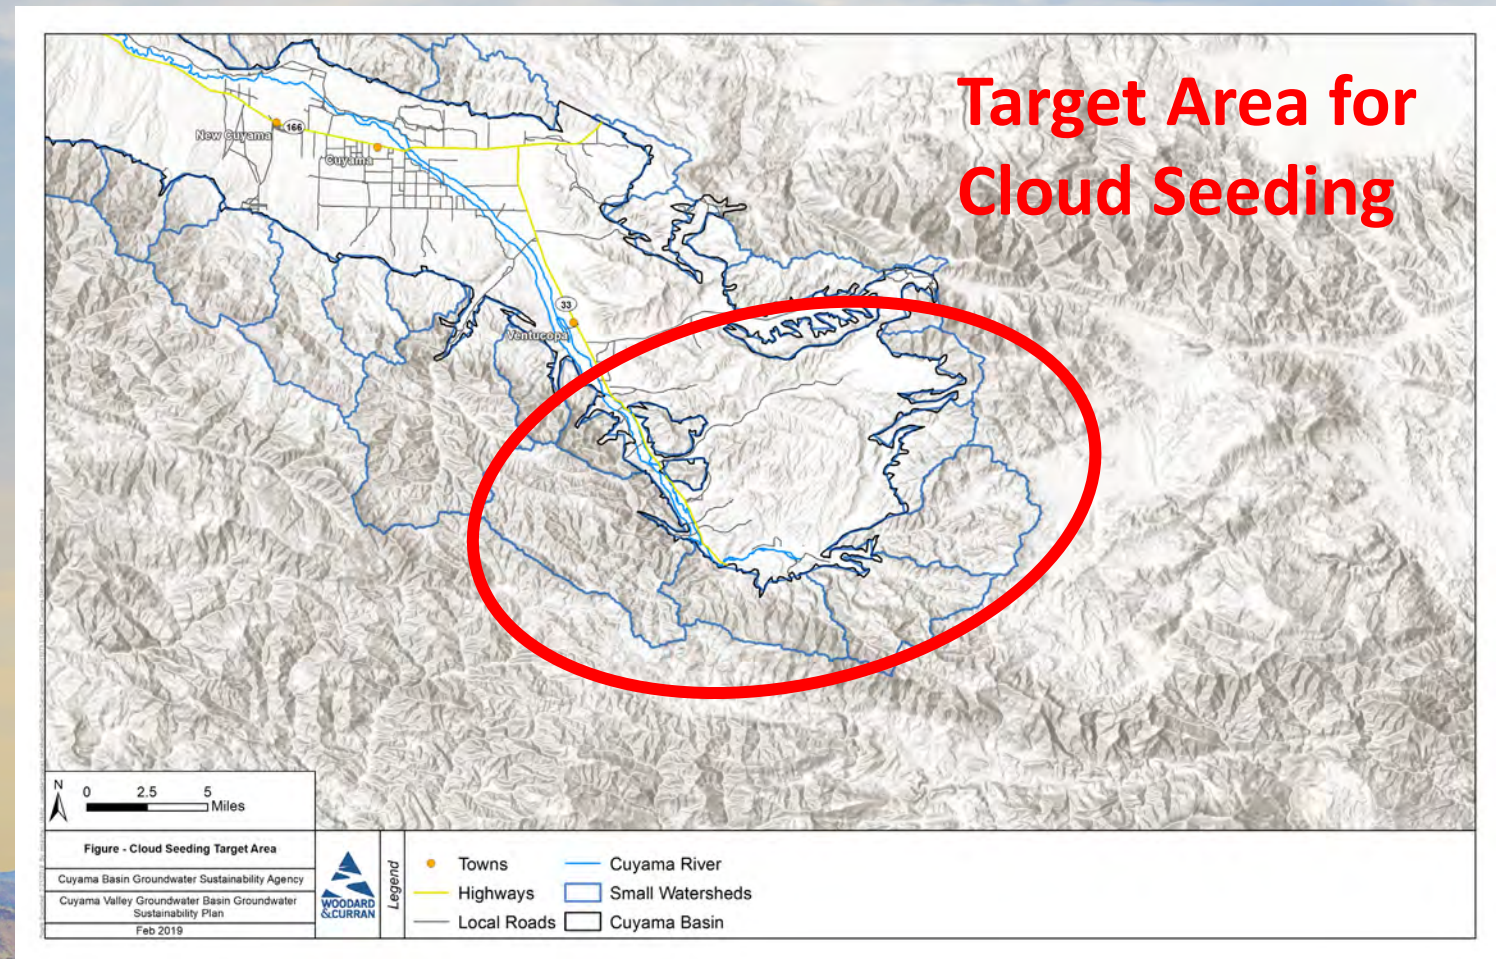 Target Area for
Cloud Seeding
New Cuyama
166
Cuyama
33
Ventucopa
N
0 2.5 5
Miles
Figure - Cloud Seeding Target Area
Cuyama Basin Groundwater Sustainability Agency
Cuyama Valley Groundwater Basin Groundwater
Sustainability Plan
Feb 2019
WOODARD
&CURRAN
Legend
Towns
Highways
Local Roads
Cuyama River
Small Watersheds
Cuyama Basin